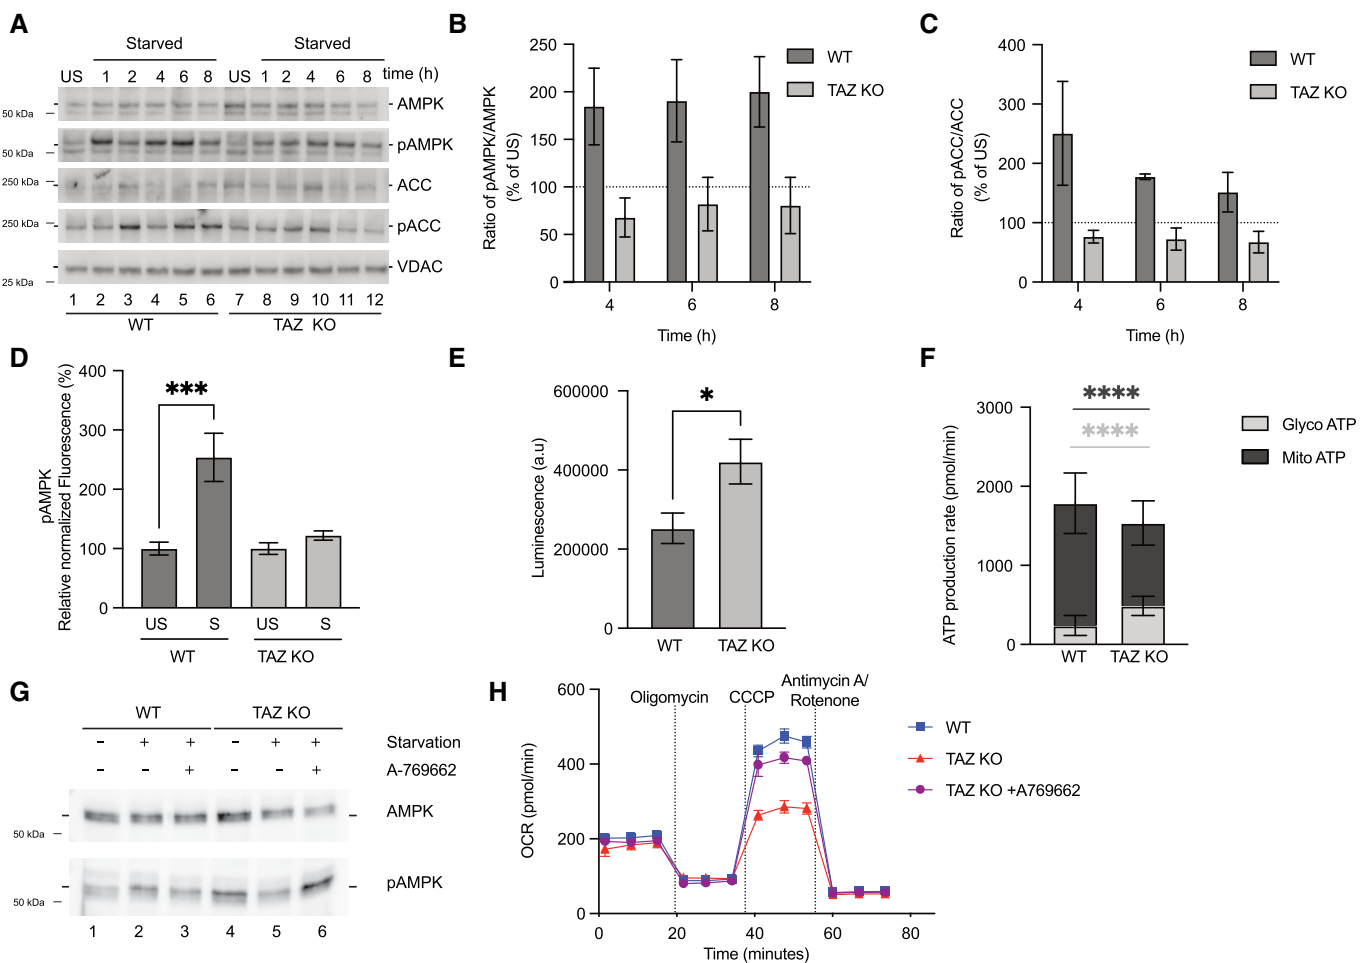 A
Starved
Starved
US 1 2 4 6 8 US 1 2 4 6 8 time (h)
50 kDa
AMPK
50 kDa
pAMPK
250 kDa
ACC
250 kDa
pACC
25 kDa
VDAC
1 2 3 4 5 6 7 8 9 10 11 12
WT
TAZ KO
B
Ratio of pAMPK/AMPK
(% of US)
250
200
150
100
50
0
4 6 8
Time (h)
WT
TAZ KO
C
Ratio of pACC/ACC
(% of US)
400
300
200
100
0
4 6 8
Time (h)
WT
TAZ KO
D
pAMPK
Relative normalized Fluorescence (%)
400
300
200
100
0
***
US S US S
WT TAZ KO
E
Luminescence (a.u)
600000
400000
200000
0
*
WT TAZ KO
F
ATP production rate (pmol/min)
3000
2000
1000
0
****
****
WT TAZ KO
Glyco ATP
Mito ATP
G
WT TAZ KO
- + + - + + Starvation
- - + - - + A-769662
50 kDa
AMPK
50 kDa
pAMPK
1 2 3 4 5 6
H
OCR (pmol/min)
600
400
200
0
Oligomycin
CCCP
Antimycin A/
Rotenone
0 20 40 60 80
Time (minutes)
WT
TAZ KO
TAZ KO +A769662